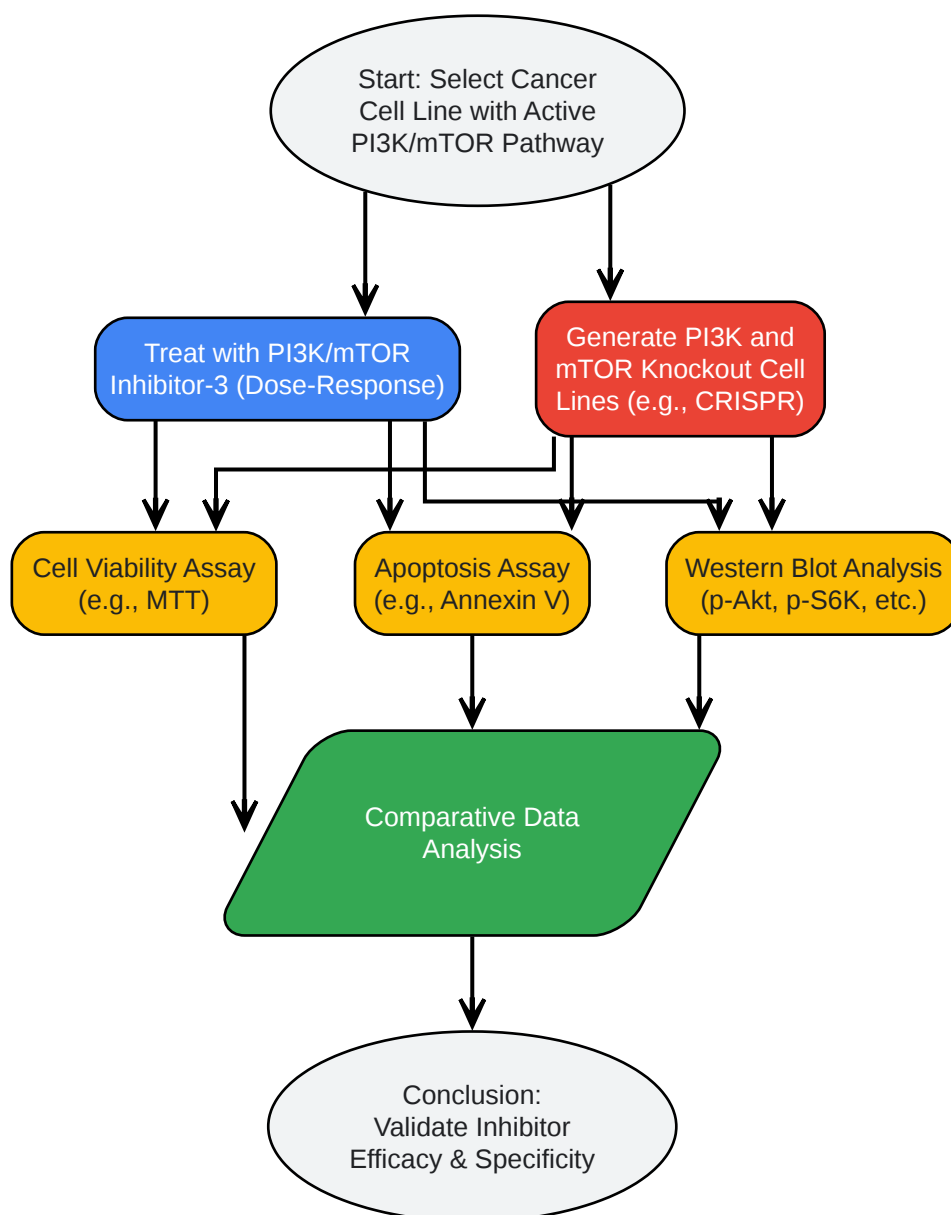 Start: Select Cancer
Cell Line with Active
PI3K/mTOR Pathway
Treat with PI3K/mTOR
Inhibitor-3 (Dose-Response)
Generate PI3K and
mTOR Knockout Cell
Lines (e.g., CRISPR)
Cell Viability Assay
(e.g., MTT)
Apoptosis Assay
(e.g., Annexin V)
Western Blot Analysis
(p-Akt, p-S6K, etc.)
Comparative Data
Analysis
Conclusion:
Validate Inhibitor
Efficacy & Specificity